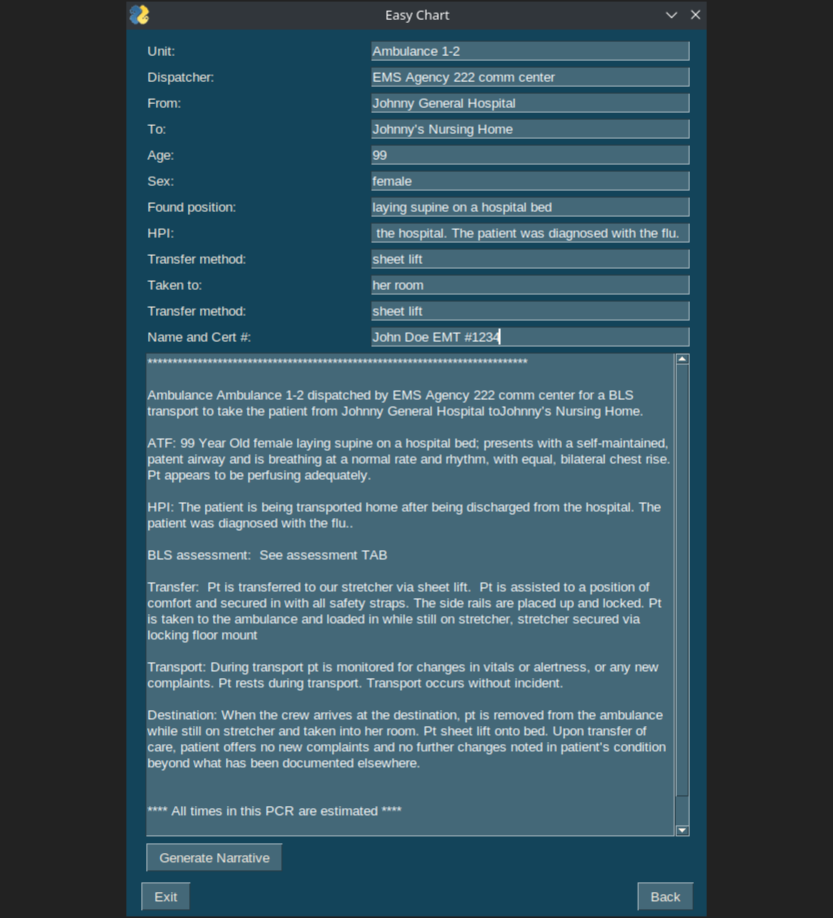 Easy Chart
Unit: Ambulance 1-2
Dispatcher: EMS Agency 222 comm center
From: Johnny General Hospital
To: Johnny's Nursing Home
Age: 99
Sex: female
Found position: laying supine on a hospital bed
HPI: the hospital. The patient was diagnosed with the flu.
Transfer method: sheet lift
Taken to: her room
Transfer method: sheet lift
Name and Cert #: John Doe EMT #1234
****************************************************************************
Ambulance Ambulance 1-2 dispatched by EMS Agency 222 comm center for a BLS
transport to take the patient from Johnny General Hospital toJohnny's Nursing Home.
ATF: 99 Year Old female laying supine on a hospital bed; presents with a self-maintained,
patent airway and is breathing at a normal rate and rhythm, with equal, bilateral chest rise.
Pt appears to be perfusing adequately.
HPI: The patient is being transported home after being discharged from the hospital. The
patient was diagnosed with the flu..
BLS assessment:  See assessment TAB
Transfer:  Pt is transferred to our stretcher via sheet lift.  Pt is assisted to a position of
comfort and secured in with all safety straps. The side rails are placed up and locked. Pt
is taken to the ambulance and loaded in while still on stretcher, stretcher secured via
locking floor mount
Transport: During transport pt is monitored for changes in vitals or alertness, or any new
complaints. Pt rests during transport. Transport occurs without incident.
Destination: When the crew arrives at the destination, pt is removed from the ambulance
while still on stretcher and taken into her room. Pt sheet lift onto bed. Upon transfer of
care, patient offers no new complaints and no further changes noted in patient's condition
beyond what has been documented elsewhere.
**** All times in this PCR are estimated ****
Generate Narrative
Exit
Back